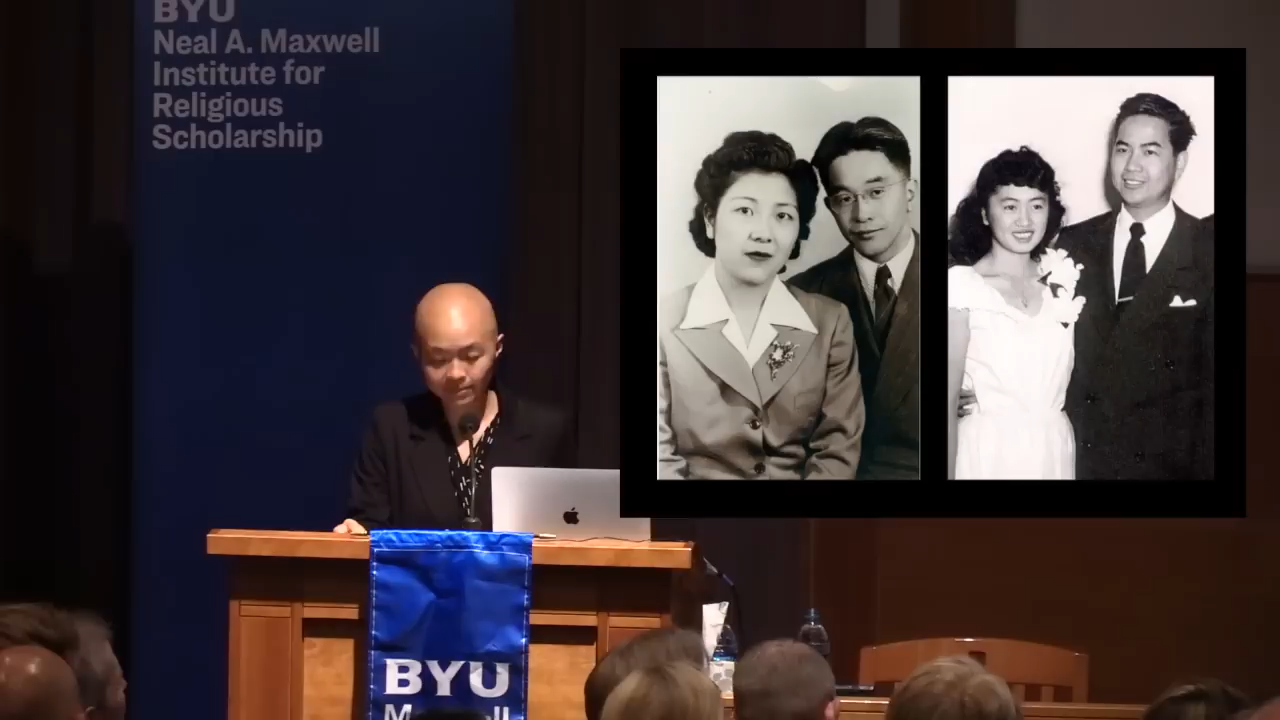 BYU
Neal A. Maxwell
Institute for
Religious
Scholarship
BYU